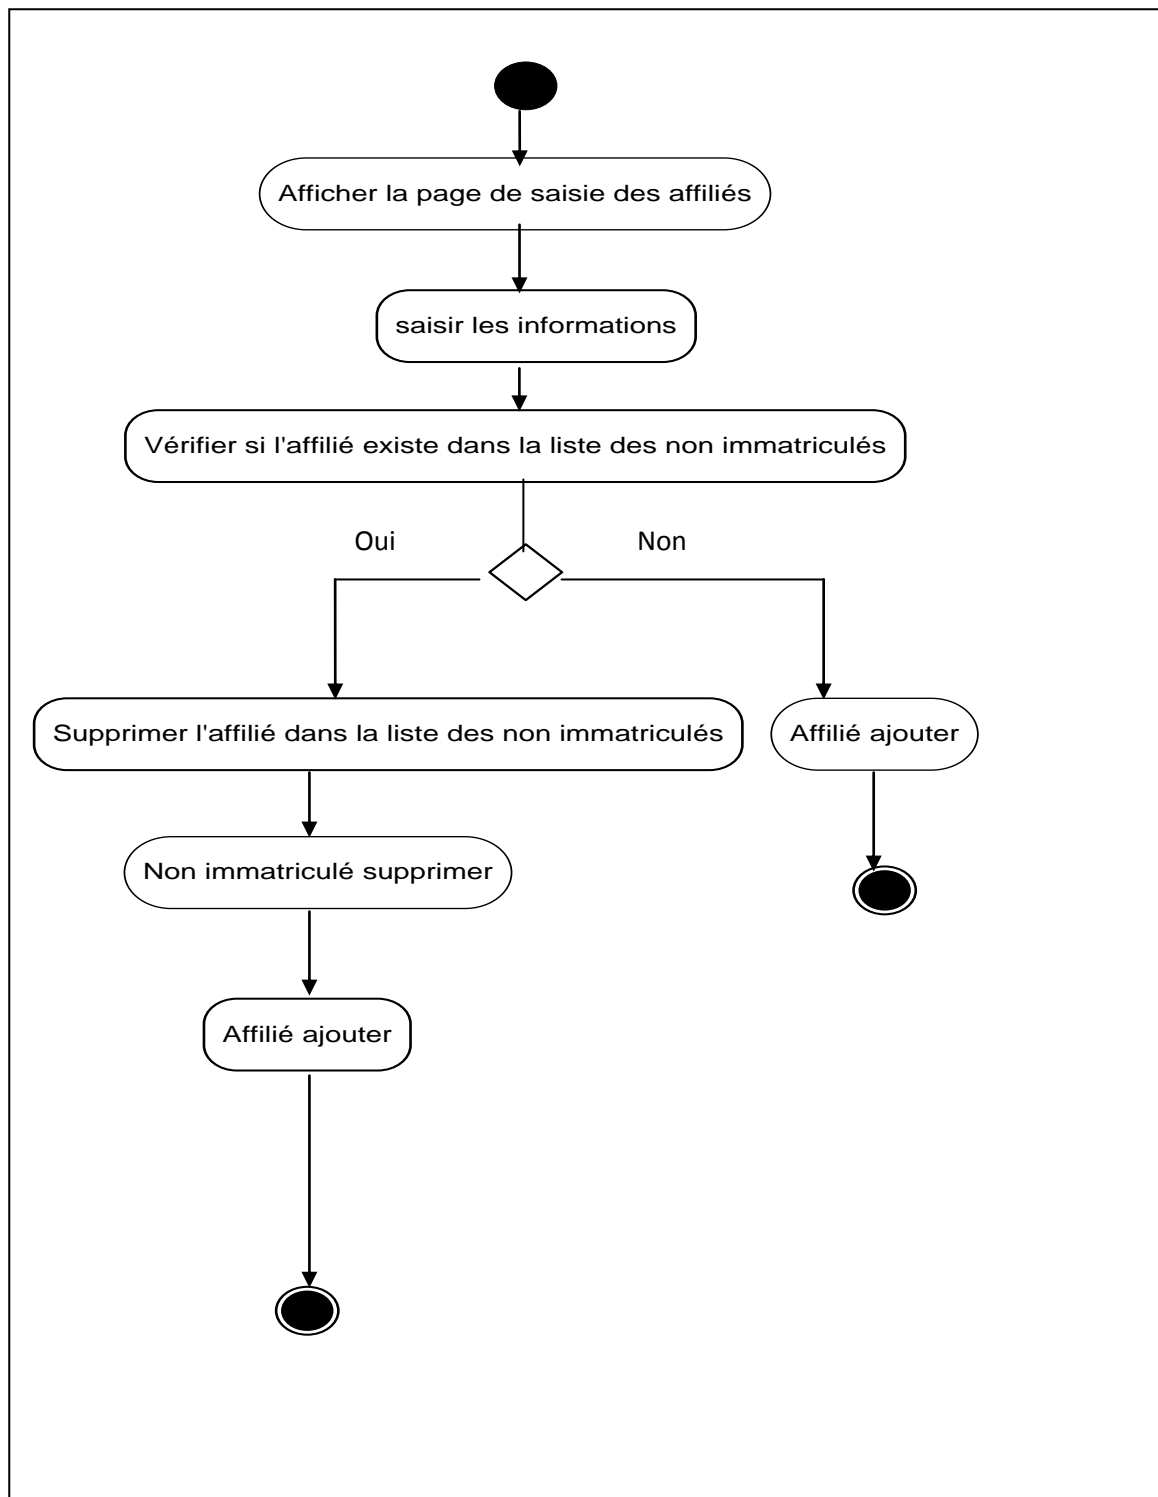 Afficher la page de saisie des affiliés
saisir les informations
Vérifier si l'affilié existe dans la liste des non immatriculés
Oui
Non
Supprimer l'affilié dans la liste des non immatriculés
Affilié ajouter
Non immatriculé supprimer
Affilié ajouter